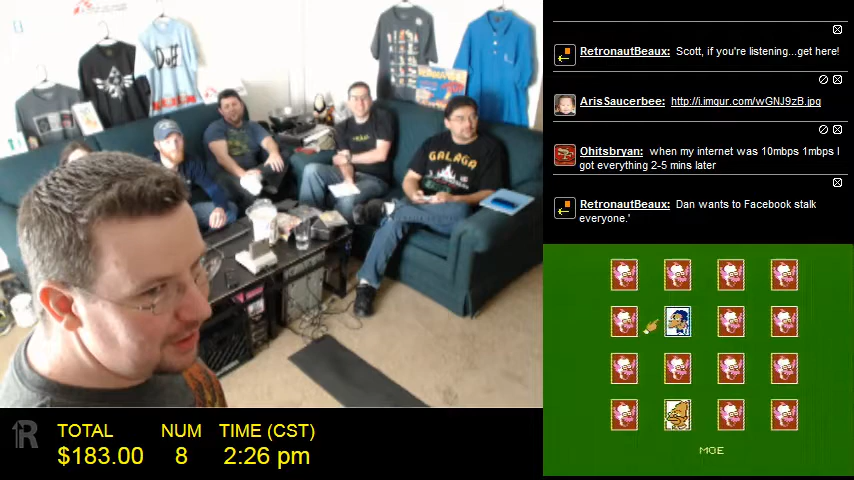 RetronautBeaux: Scott, if you're listening...get here!
ArisSaucerbee: http://i.imgur.com/wGNJ9zB.jpg
Ohitsbryan: when my internet was 10mbps 1mbps I
got everything 2-5 mins later
RetronautBeaux: Dan wants to Facebook stalk
everyone.'
DUFF
GALAGA
MOE
R
TOTAL NUM TIME (CST)
$183.00 8 2:26 pm